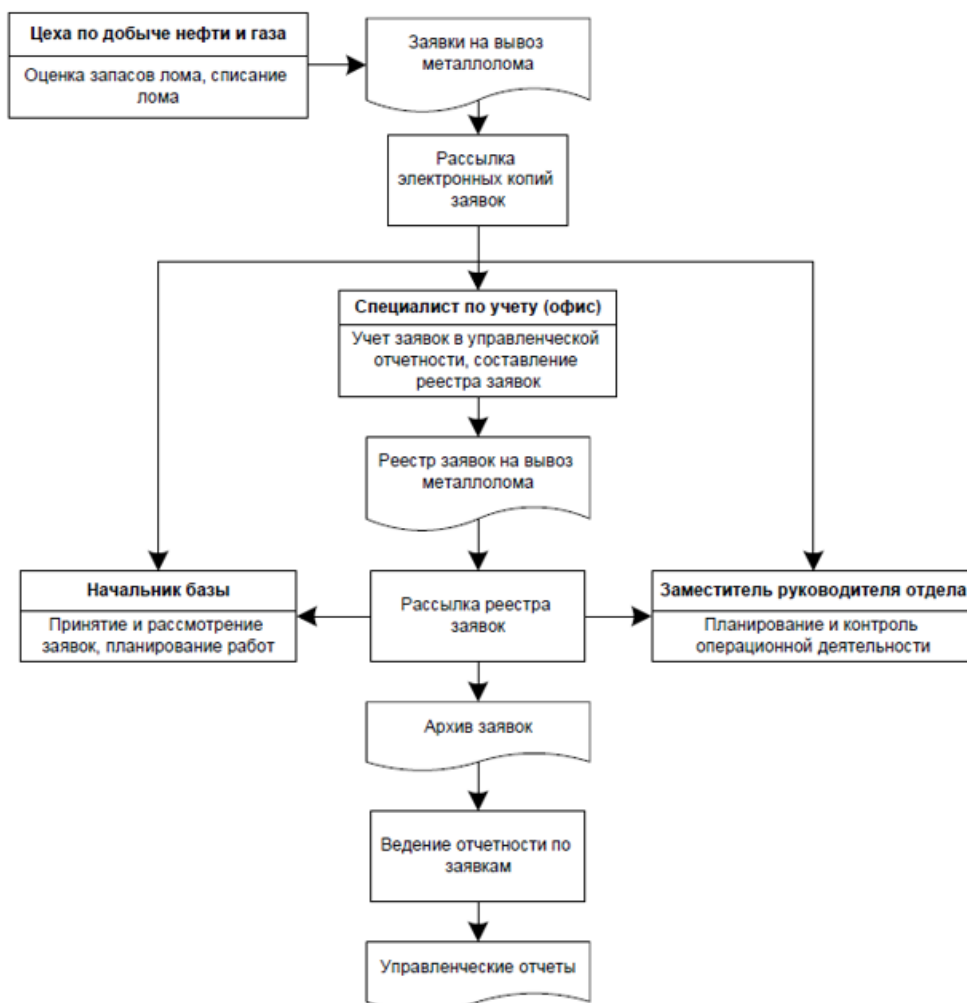 Цеха по добыче нефти и газа
Оценка запасов лома, списание
лома
Заявки на вывоз
металлолома
Рассылка
электронных копий
заявок
Специалист по учету (офис)
Учет заявок в управленческой
отчетности, составление
реестра заявок
Реестр заявок на вывоз
металлолома
Начальник базы
Принятие и рассмотрение
заявок, планирование работ
Рассылка реестра
заявок
Заместитель руководителя отдела
Планирование и контроль
операционной деятельности
Архив заявок
Ведение отчетности по
заявкам
Управленческие отчеты